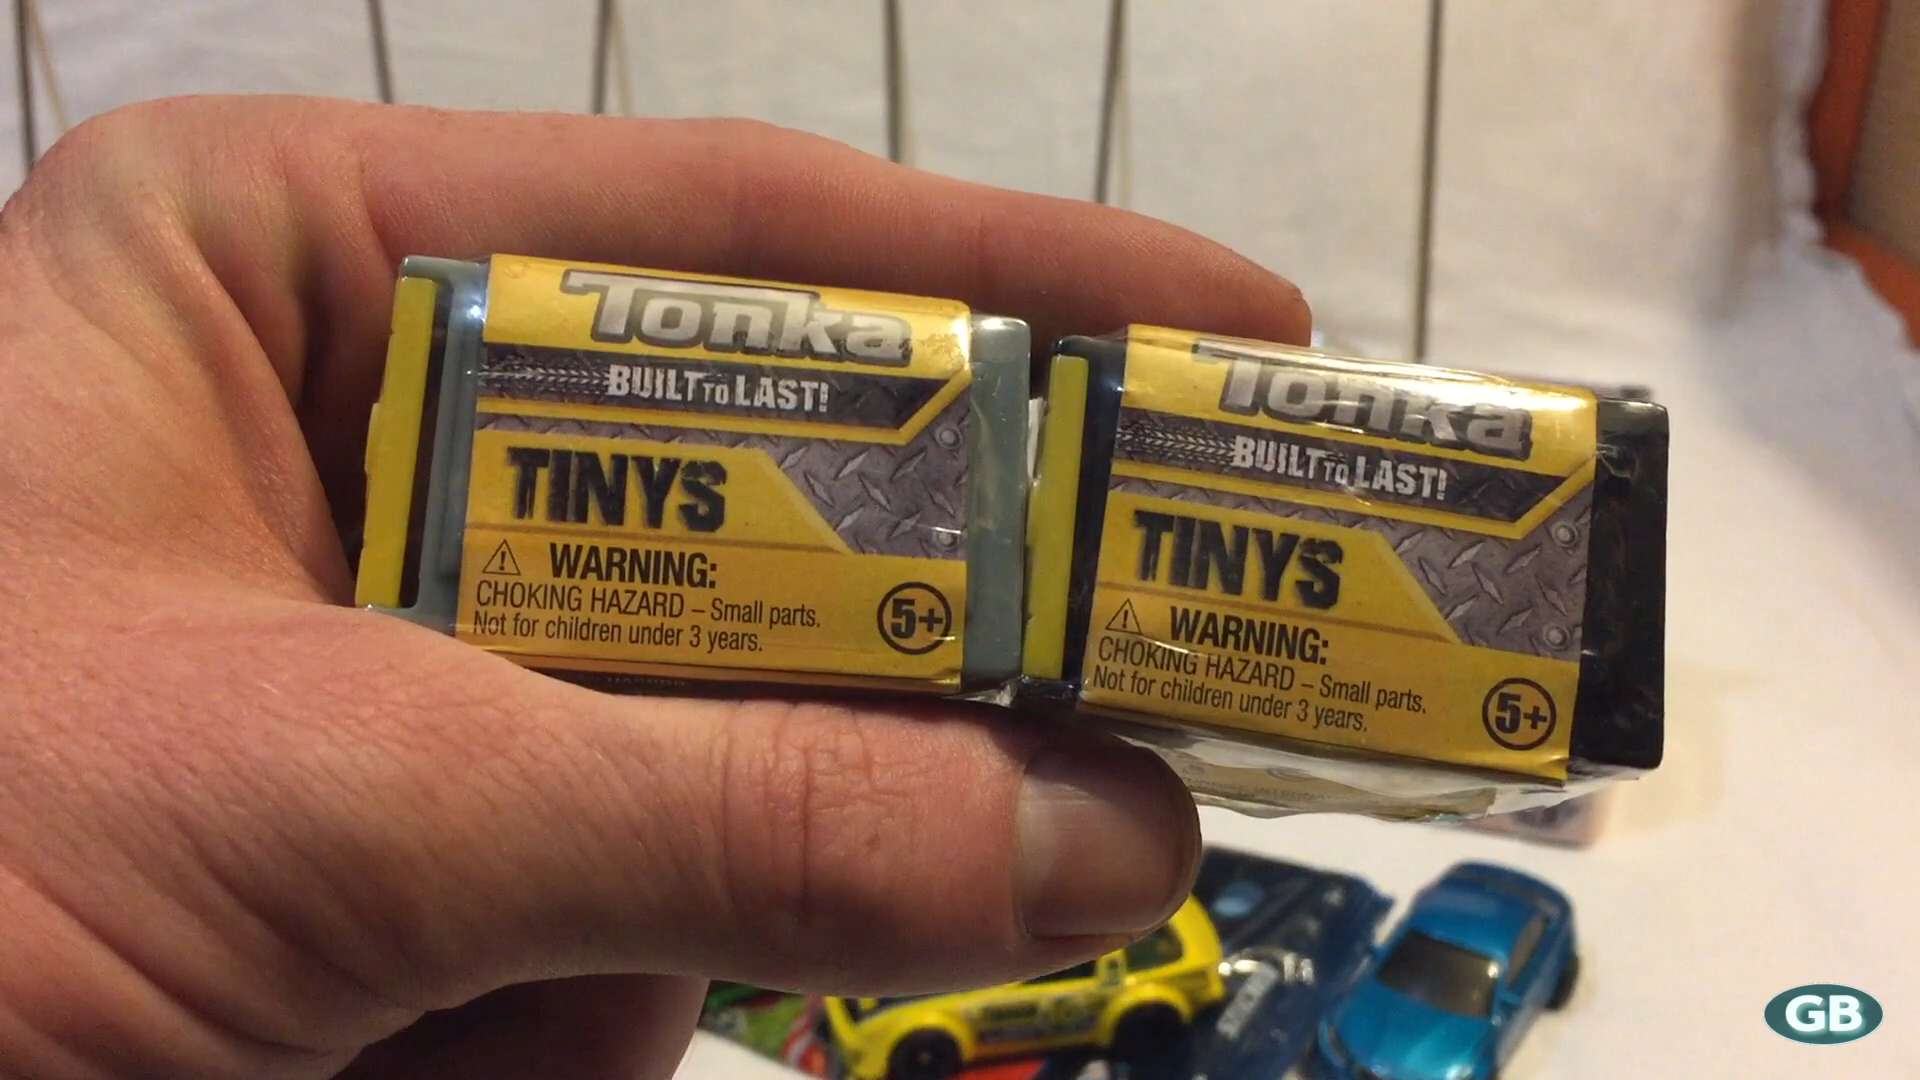 Tonka
BUILT TO LAST!
TINYS
⚠ WARNING:
CHOKING HAZARD – Small parts.
Not for children under 3 years.
5+
Tonka
BUILT TO LAST!
TINYS
⚠ WARNING:
CHOKING HAZARD – Small parts.
Not for children under 3 years.
5+
GB